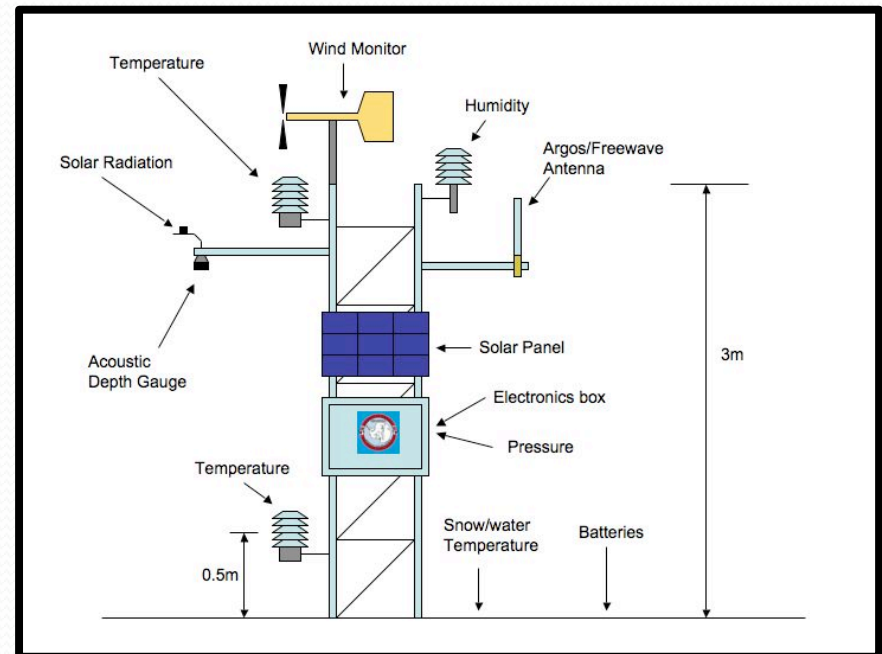 Wind Monitor
Temperature
Humidity
Argos/Freewave
Antenna
Solar Radiation
Acoustic
Depth Gauge
Solar Panel
3m
Electronics box
Pressure
Temperature
Snow/water
Temperature
Batteries
0.5m